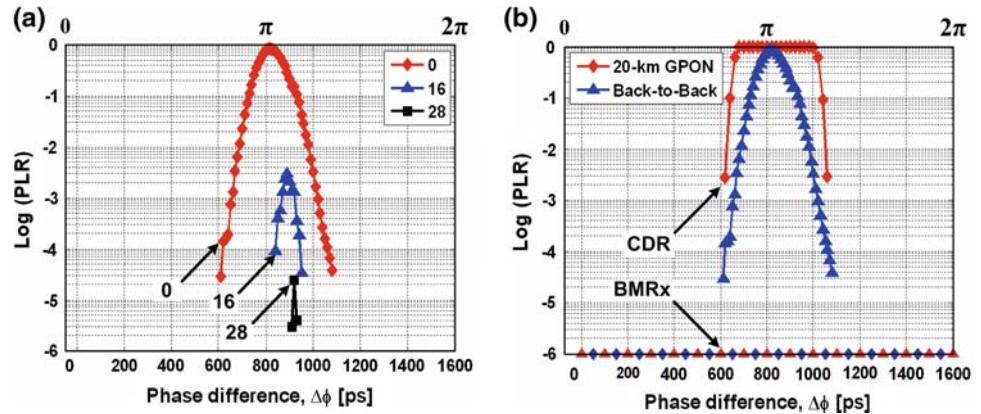 (a)
0 π 2π
0
-1
-2
-3
-4
-5
-6
Log (PLR)
0
16
28
0
16
28
0 200 400 600 800 1000 1200 1400 1600
Phase difference, Δϕ [ps]
(b)
0 π 2π
0
-1
-2
-3
-4
-5
-6
Log (PLR)
20-km GPON
Back-to-Back
CDR
BMRx
0 200 400 600 800 1000 1200 1400 1600
Phase difference, Δϕ [ps]